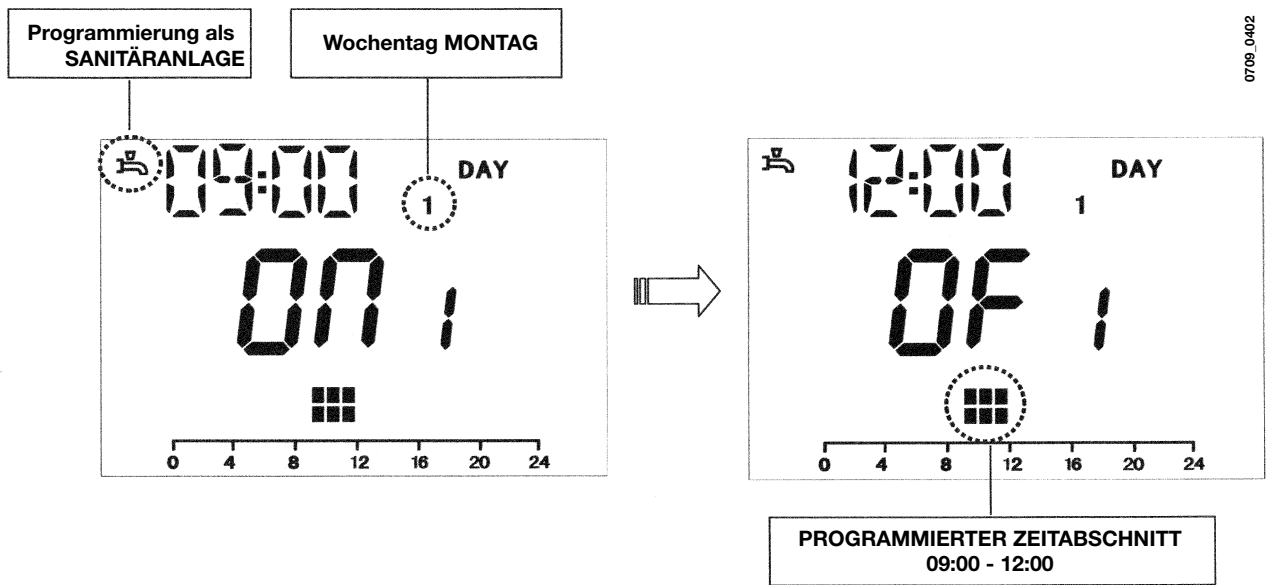 Programmierung als
SANITÄRANLAGE
Wochentag MONTAG
0709_0402
09:00
DAY
1
ON 1
0 4 8 12 16 20 24
12:00
DAY
1
OF 1
0 4 8 12 16 20 24
PROGRAMMIERTER ZEITABSCHNITT
09:00 - 12:00